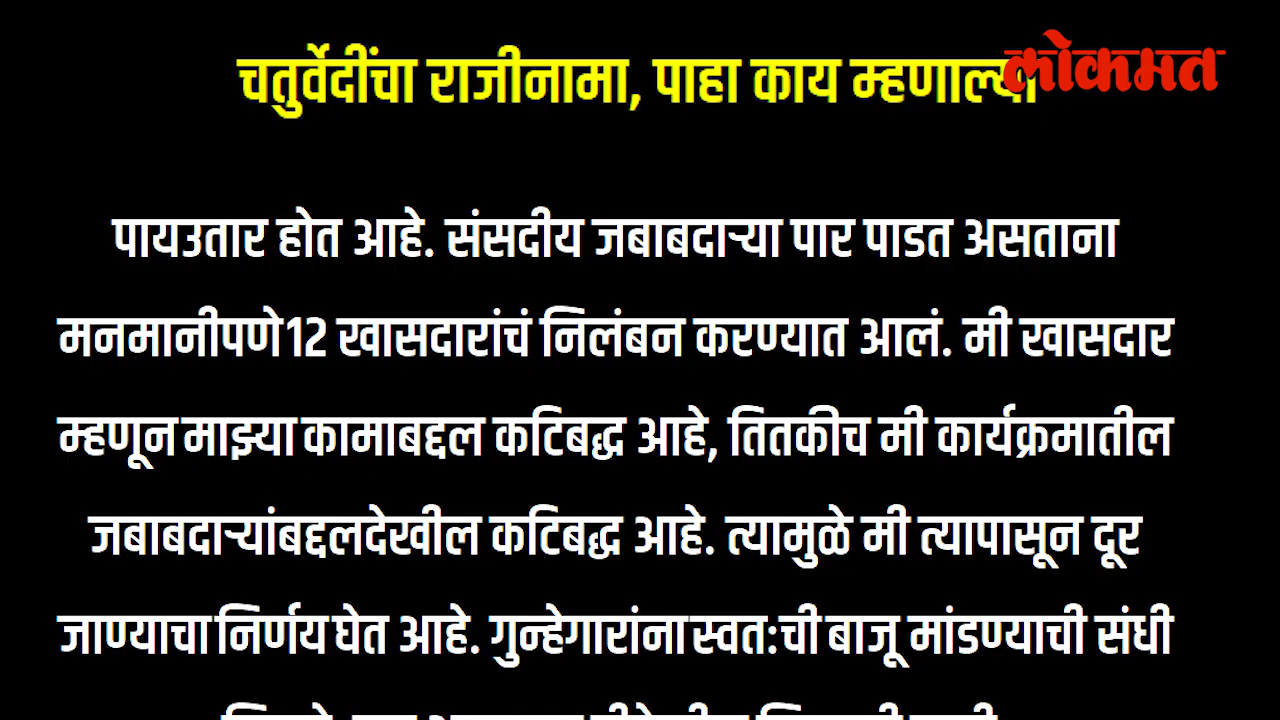 चतुर्वेदींचा राजीनामा, पाहा काय म्हणाल्या
लोकमत
पायउतार होत आहे. संसदीय जबाबदाऱ्या पार पाडत असताना
मनमानीपणे 12 खासदारांचं निलंबन करण्यात आलं. मी खासदार
म्हणून माझ्या कामाबद्दल कटिबद्ध आहे, तितकीच मी कार्यक्रमातील
जबाबदाऱ्यांबद्दलदेखील कटिबद्ध आहे. त्यामुळे मी त्यापासून दूर
जाण्याचा निर्णय घेत आहे. गुन्हेगारांना स्वत:ची बाजू मांडण्याची संधी